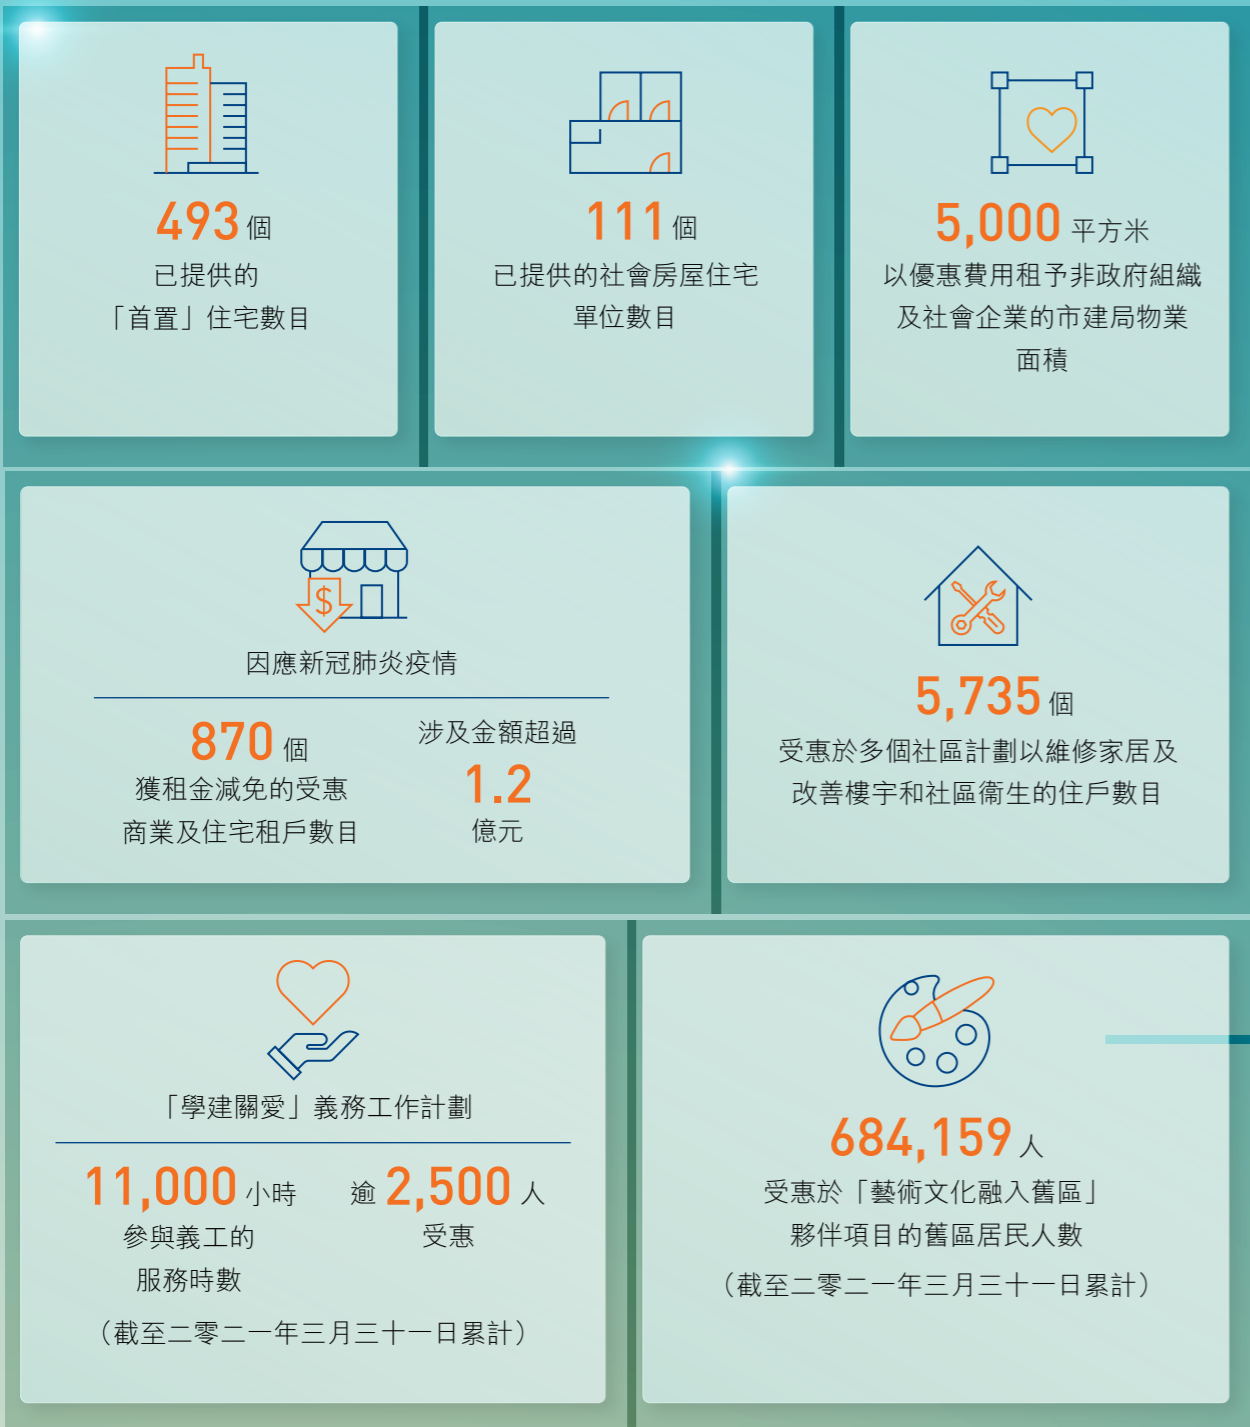 493 個
已提供的
「首置」住宅數目
111 個
已提供的社會房屋住宅
單位數目
5,000 平方米
以優惠費用租予非政府組織
及社會企業的市建局物業
面積
因應新冠肺炎疫情
870 個
獲租金減免的受惠
商業及住宅租戶數目
涉及金額超過
1.2
億元
5,735 個
受惠於多個社區計劃以維修家居及
改善樓宇和社區衞生的住戶數目
「學建關愛」義務工作計劃
11,000 小時
參與義工的
服務時數
逾 2,500 人
受惠
（截至二零二一年三月三十一日累計）
684,159 人
受惠於「藝術文化融入舊區」
夥伴項目的舊區居民人數
（截至二零二一年三月三十一日累計）